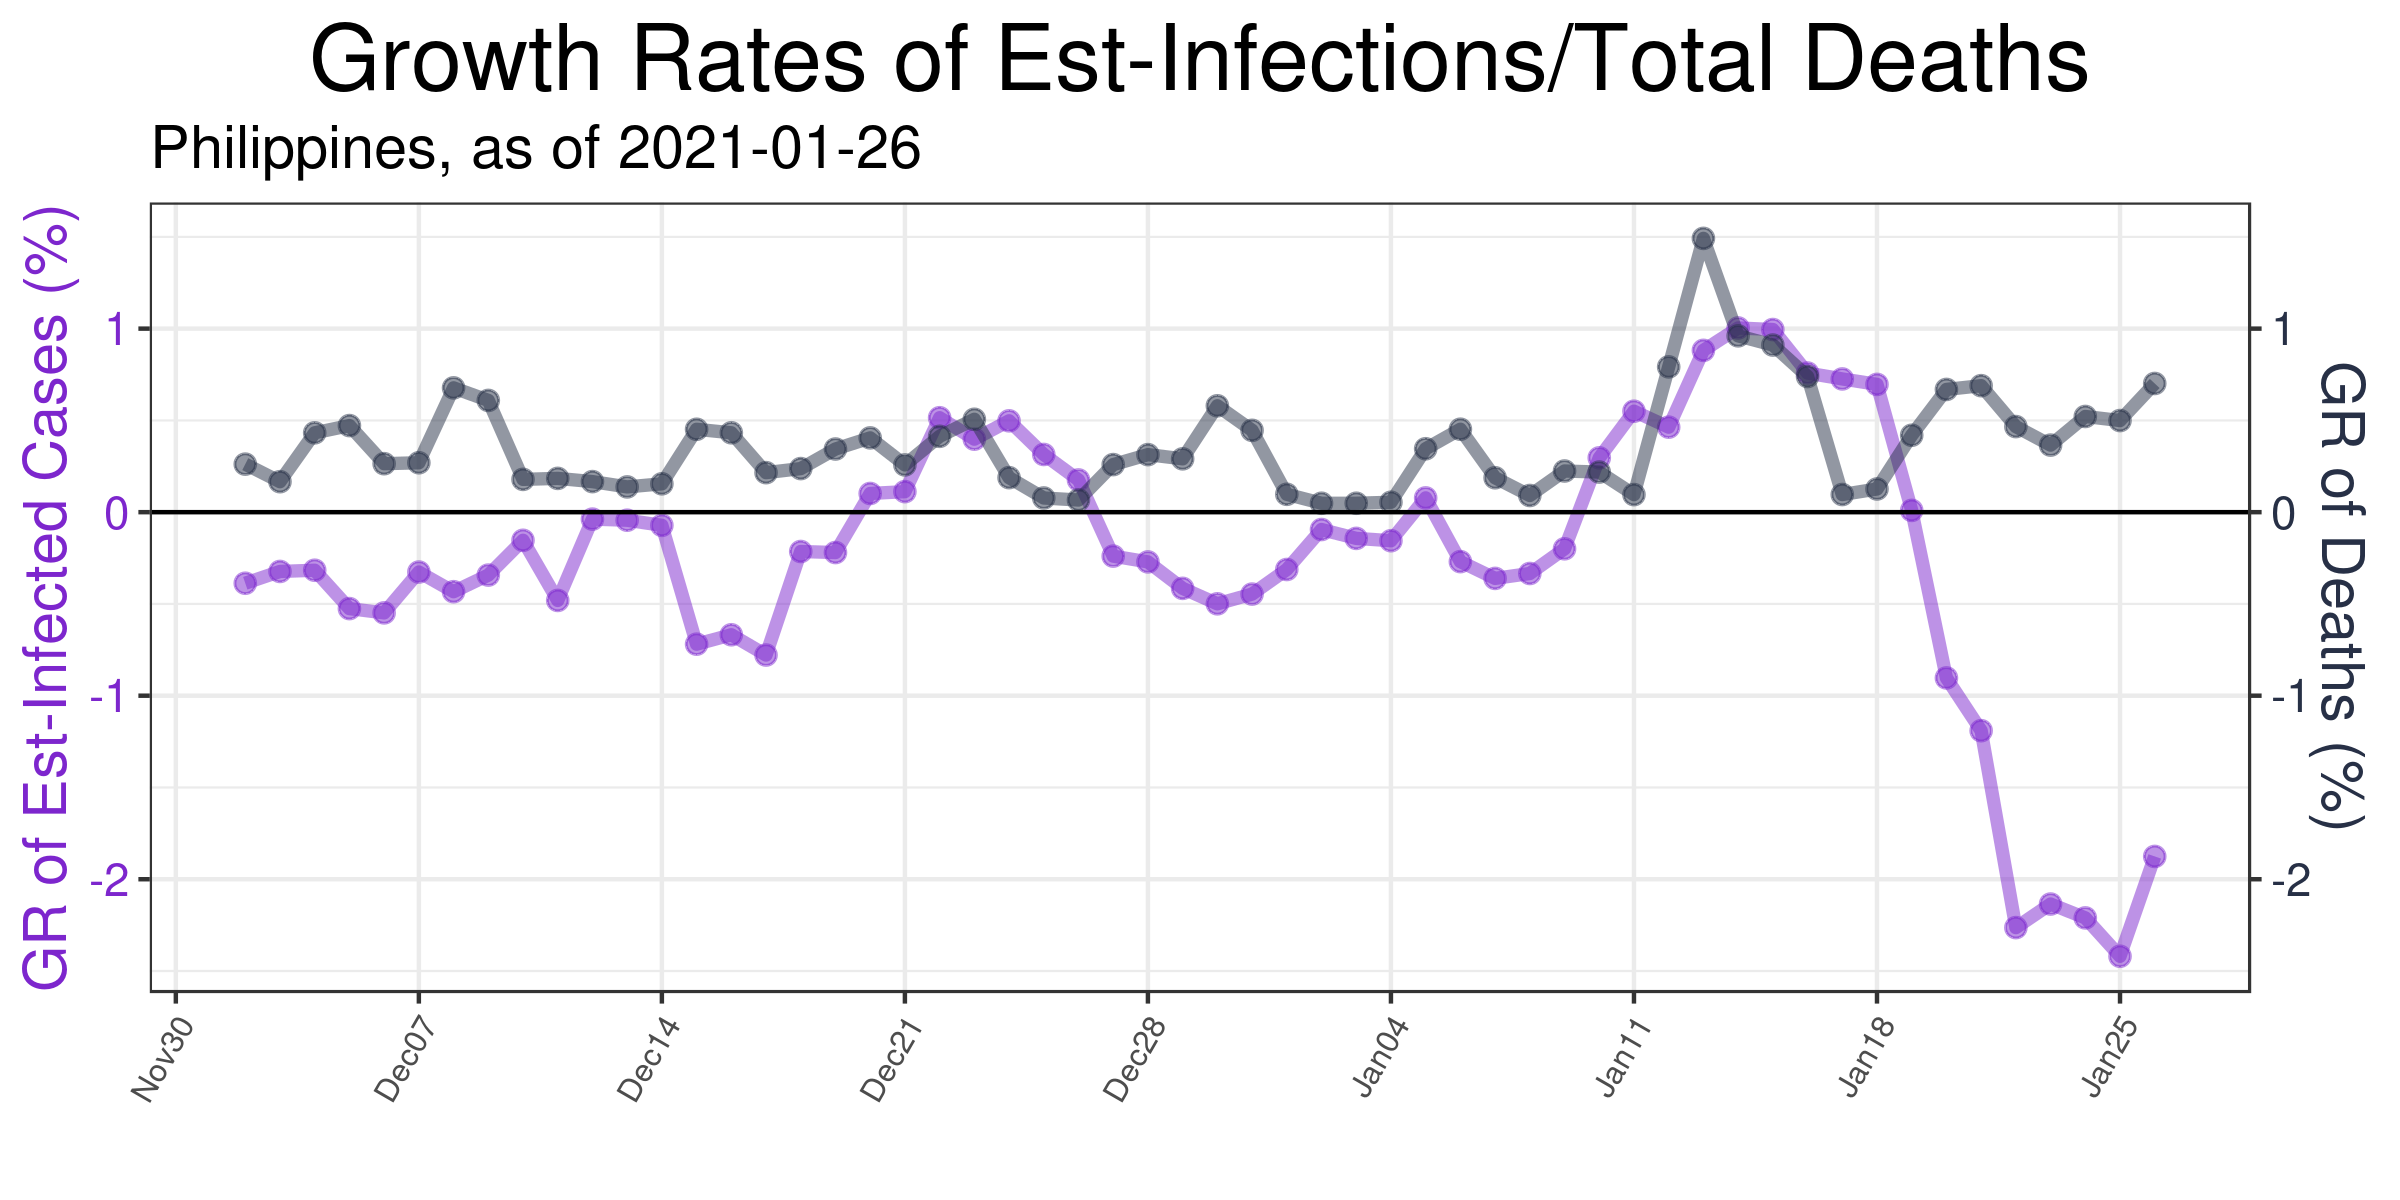 Growth Rates of Est-Infections/Total Deaths
Philippines, as of 2021-01-26
GR of Est-Infected Cases (%)
1
0
-1
-2
1
0
-1
-2
GR of Deaths (%)
Nov30
Dec07
Dec14
Dec21
Dec28
Jan04
Jan11
Jan18
Jan25